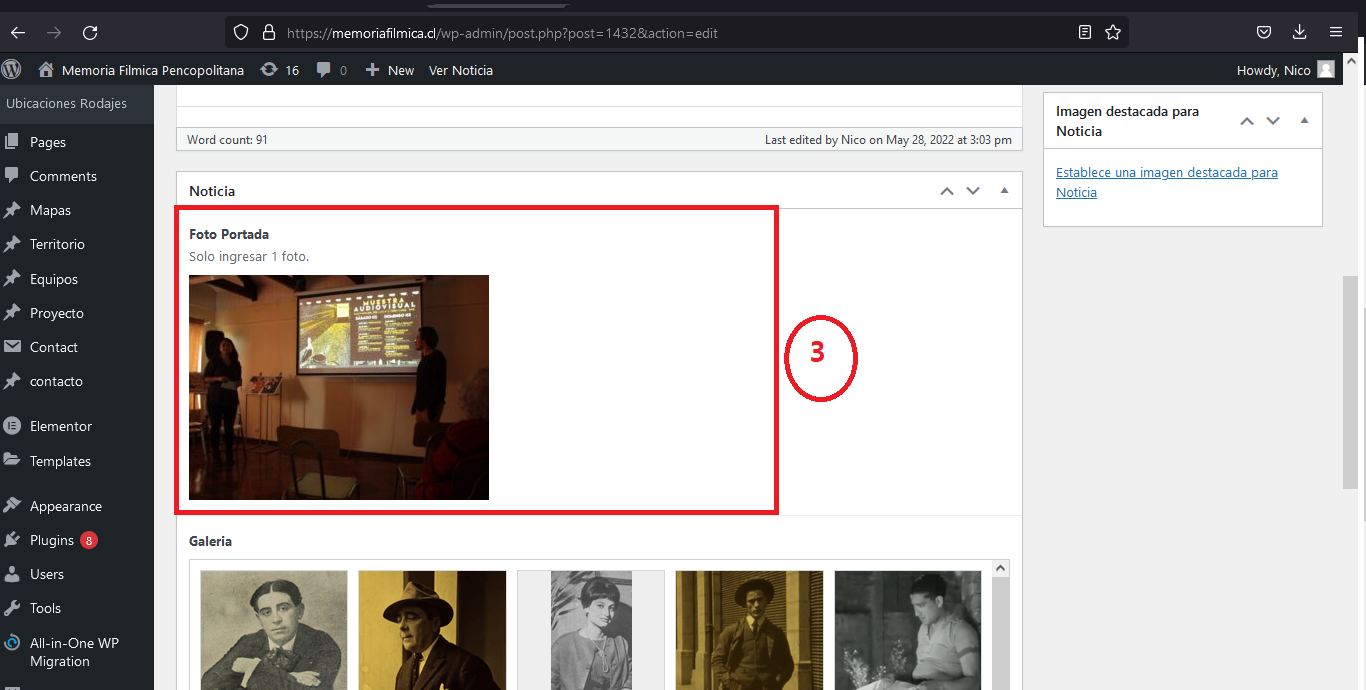 https://memoriafilmica.cl/wp-admin/post.php?post=1432&action=edit
Memoria Filmica Pencopolitana 16 0 New Ver Noticia Howdy, Nico
Ubicaciones Rodajes
Pages
Comments
Mapas
Territorio
Equipos
Proyecto
Contact
contacto
Elementor
Templates
Appearance
Plugins 8
Users
Tools
All-in-One WP
Migration
Word count: 91 Last edited by Nico on May 28, 2022 at 3:03 pm
Noticia
Foto Portada
Solo ingresar 1 foto.
MUESTRA
AUDIOVISUAL
SÁBADO 02 DOMINGO 03
3
Galeria
Imagen destacada para
Noticia
Establece una imagen destacada para
Noticia